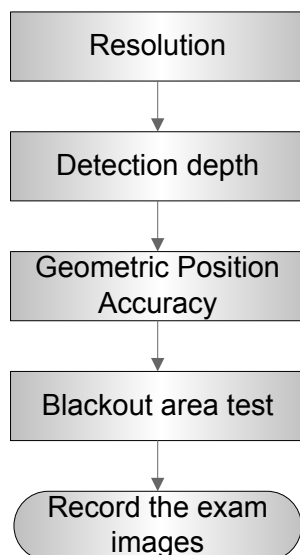 Resolution
Detection depth
Geometric Position
Accuracy
Blackout area test
Record the exam
images